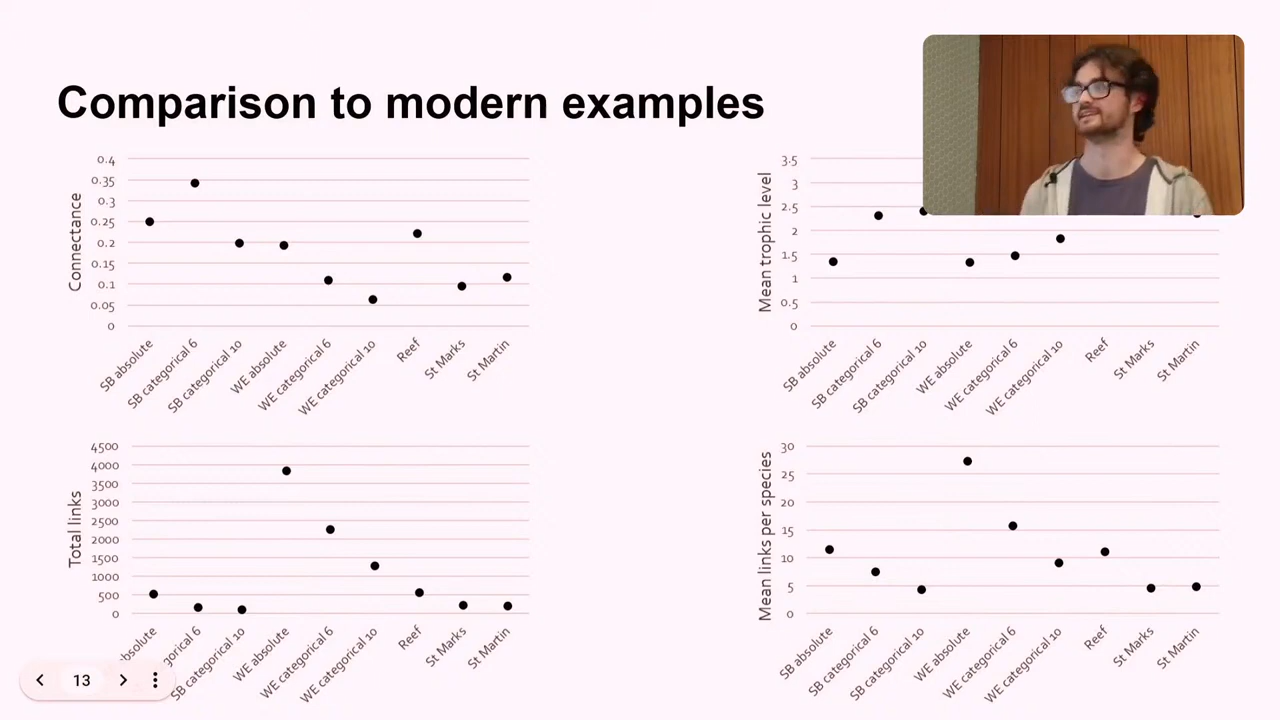 Comparison to modern examples
Connectance
0.4
0.35
0.3
0.25
0.2
0.15
0.1
0.05
0
SB absolute
SB categorical 6
SB categorical 10
WE absolute
WE categorical 6
WE categorical 10
Reef
St Marks
St Martin
Mean trophic level
3.5
3
2.5
2
1.5
1
0.5
0
SB absolute
SB categorical 6
SB categorical 10
WE absolute
WE categorical 6
WE categorical 10
Reef
St Marks
St Martin
Total links
4500
4000
3500
3000
2500
2000
1500
1000
500
0
absolute
gorical 6
SB categorical 10
WE absolute
WE categorical 6
WE categorical 10
Reef
St Marks
St Martin
Mean links per species
30
25
20
15
10
5
0
SB absolute
SB categorical 6
SB categorical 10
WE absolute
WE categorical 6
WE categorical 10
Reef
St Marks
St Martin
13